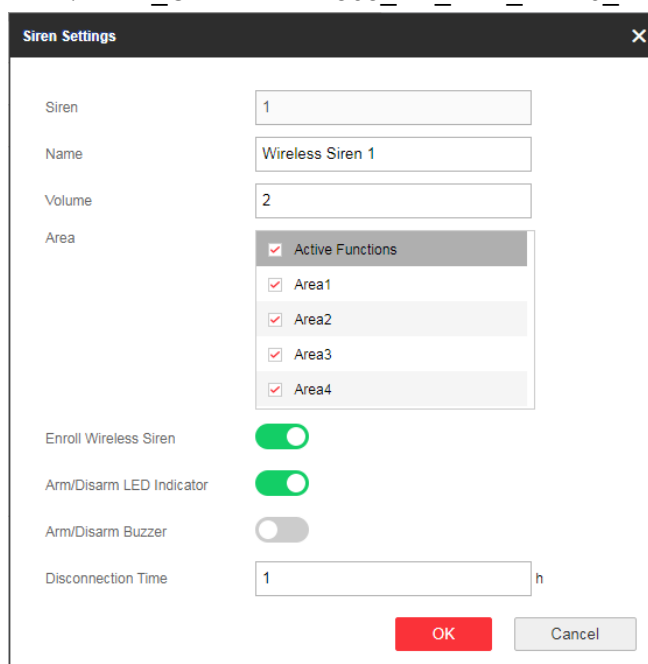 Siren Settings
Siren 1
Name Wireless Siren 1
Volume 2
Area
Active Functions
Area1
Area2
Area3
Area4
Enroll Wireless Siren
Arm/Disarm LED Indicator
Arm/Disarm Buzzer
Disconnection Time 1 h
OK Cancel